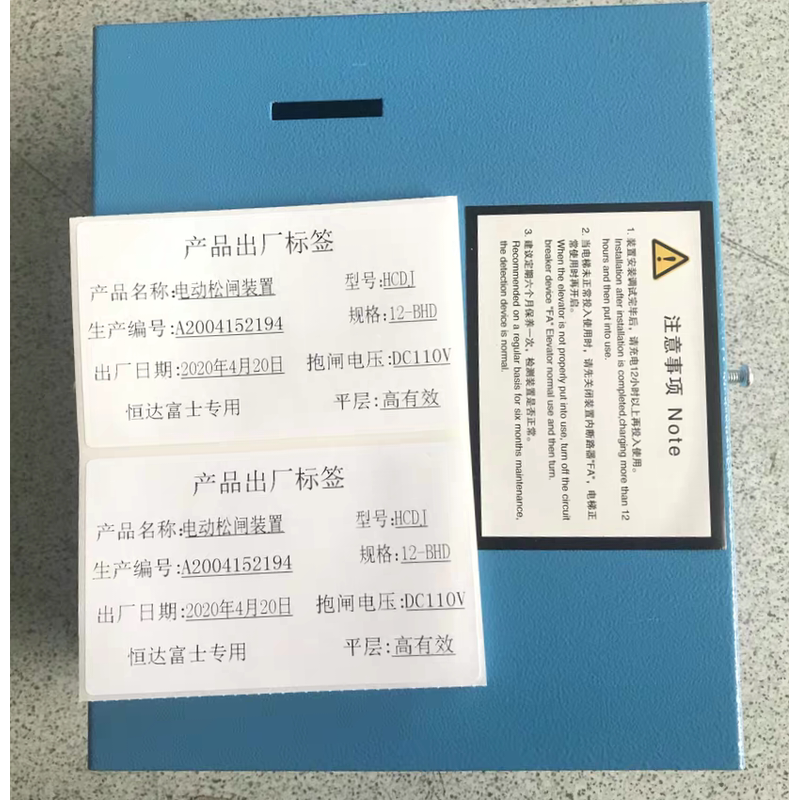 产品出厂标签
产品名称:电动松闸装置 型号:HCDJ
生产编号:A2004152194 规格:12-BHD
出厂日期:2020年4月20日 抱闸电压:DC110V
恒达富士专用 平层:高有效
产品出厂标签
产品名称:电动松闸装置 型号:HCDJ
生产编号:A2004152194 规格:12-BHD
出厂日期:2020年4月20日 抱闸电压:DC110V
恒达富士专用 平层:高有效
注意事项 Note
1. 装置安装调试完毕后，请充电12小时以上再投入使用。
Installation after installation is completed,charging more than 12
hours and then put into use.
2. 当电梯未正常投入使用时，请先关闭装置内断路器"FA"，电梯正
常使用时再开启。
When the elevator is not properly put into use, turn off the circuit
breaker device "FA" Elevator normal use and then turn.
3. 建议定期六个月保养一次，检测装置是否正常。
Recommended on a regular basis for six months maintenance,
the detection device is normal.